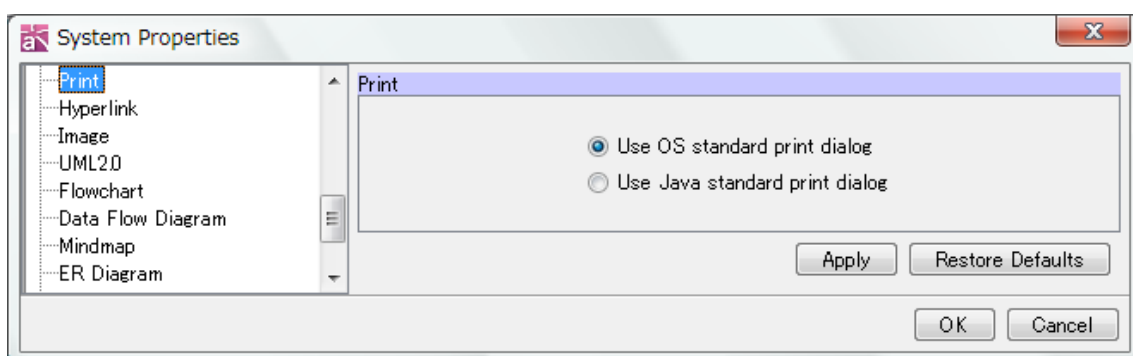 System Properties
Print
Hyperlink
Image
UML2.0
Flowchart
Data Flow Diagram
Mindmap
ER Diagram
Print
Use OS standard print dialog
Use Java standard print dialog
Apply
Restore Defaults
OK
Cancel